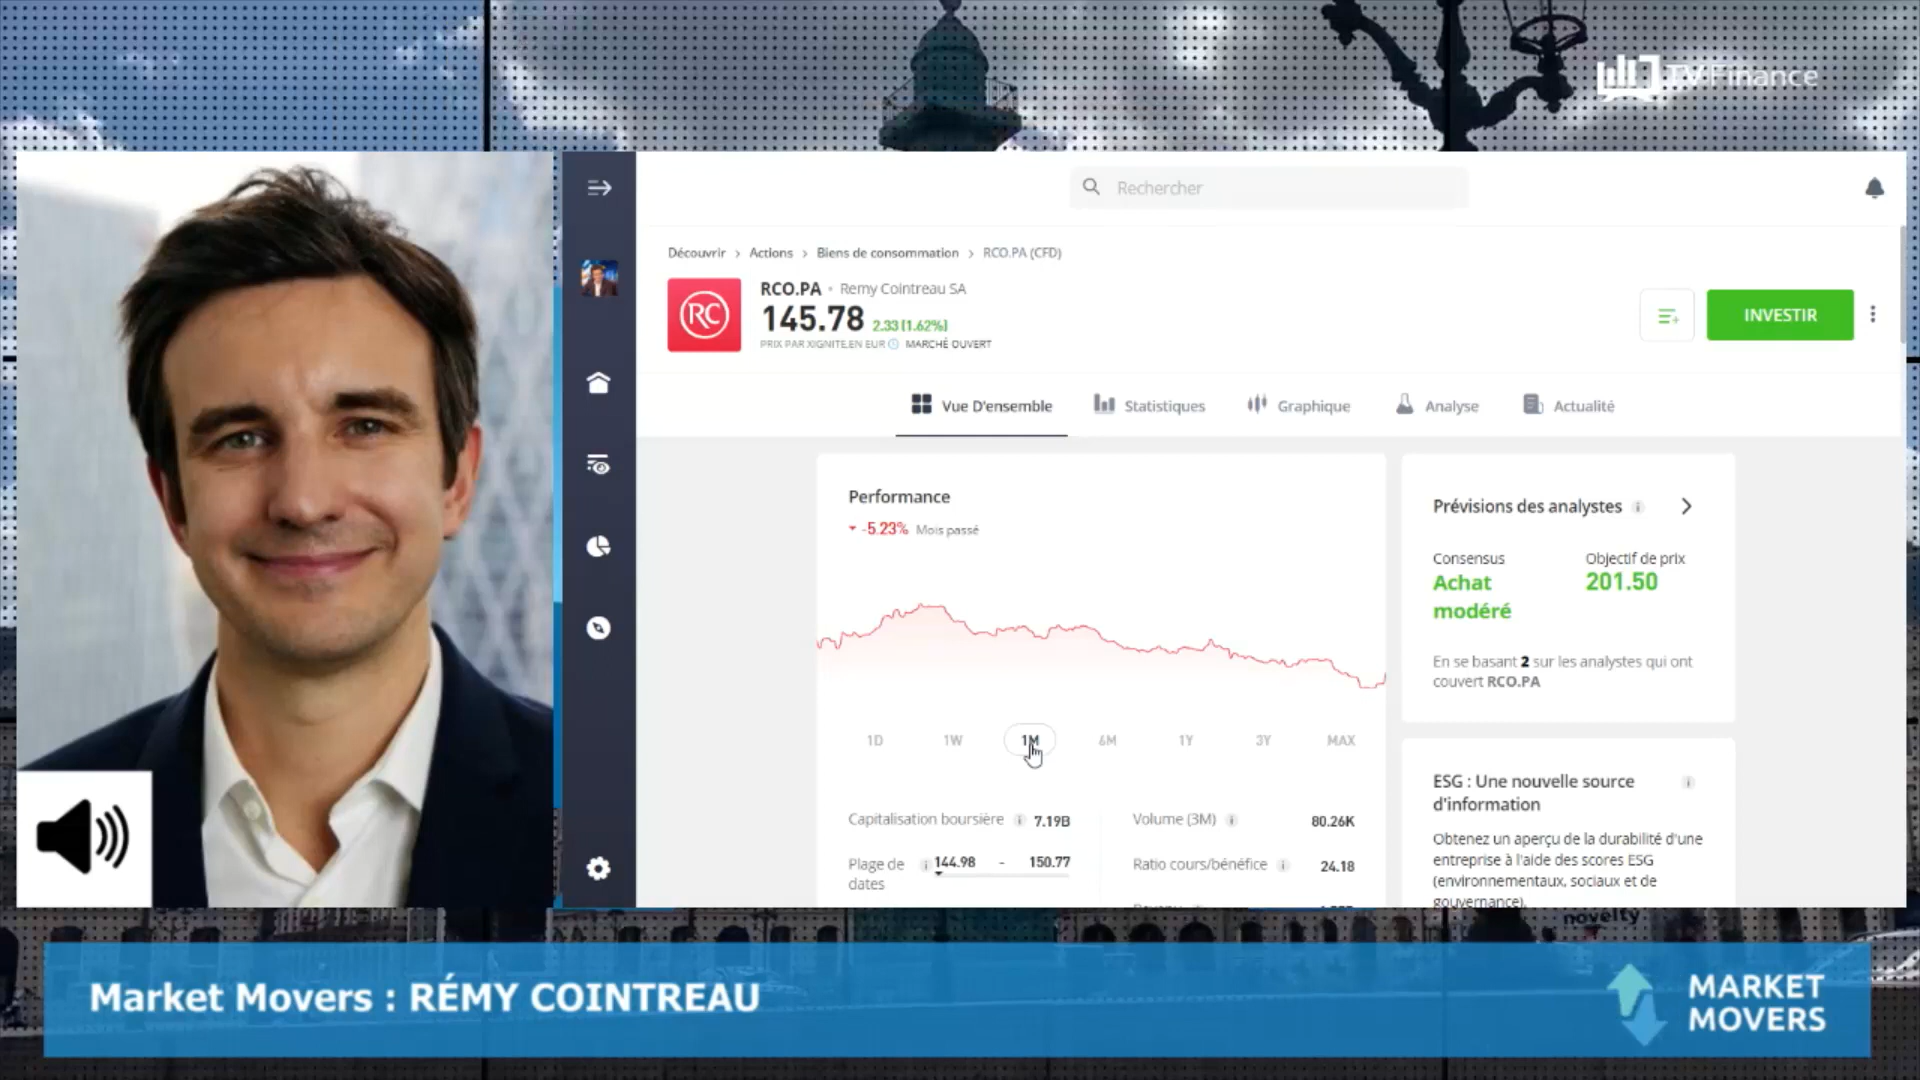 TV Finance
Rechercher
Découvrir > Actions > Biens de consommation > RCO.PA (CFD)
RC
RCO.PA • Remy Cointreau SA
145.78 2.33 (1.62%)
PRIX PAR XIGNITE, EN EUR MARCHÉ OUVERT
INVESTIR
Vue D'ensemble
Statistiques
Graphique
Analyse
Actualité
Performance
-5.23% Mois passé
1D 1W 1M 6M 1Y 3Y MAX
Capitalisation boursière 7.19B
Volume (3M) 80.26K
Plage de dates 144.98 - 150.77
Ratio cours/bénéfice 24.18
Prévisions des analystes
Consensus
Achat
modéré
Objectif de prix
201.50
En se basant 2 sur les analystes qui ont
couvert RCO.PA
ESG : Une nouvelle source
d'information
Obtenez un aperçu de la durabilité d'une
entreprise à l'aide des scores ESG
(environnementaux, sociaux et de
gouvernance).
novelty
Market Movers : RÉMY COINTREAU
MARKET
MOVERS